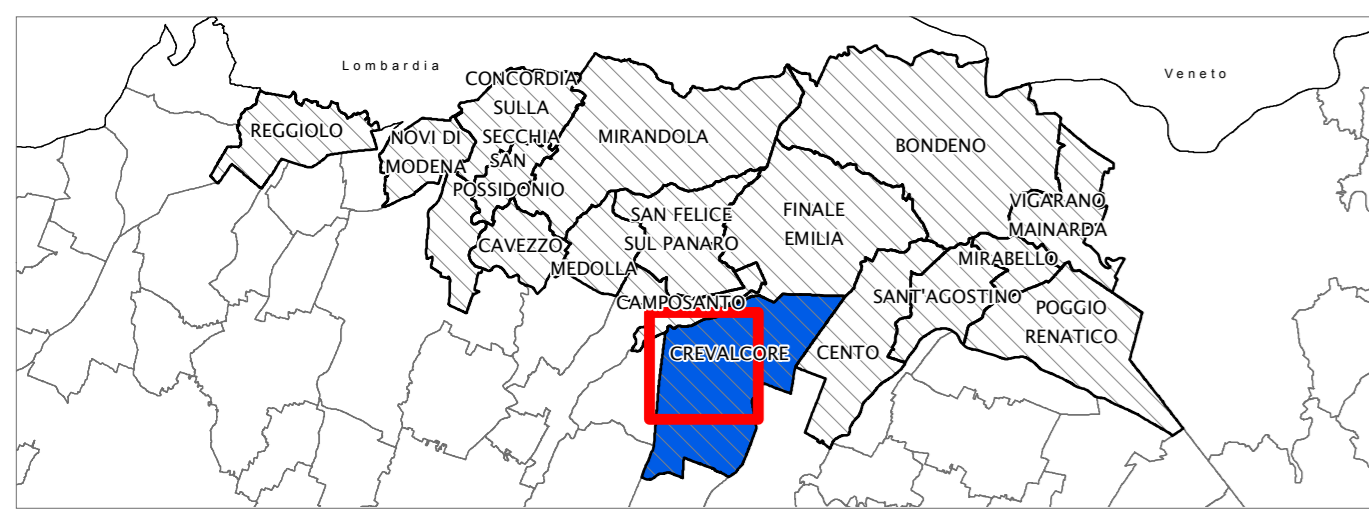 Lombardia
Veneto
CONCORDIA
SULLA
SECCHIA
REGGIOLO
NOVI DI
MODENA
MIRANDOLA
BONDENO
SAN
POSSIDONIO
VIGARANO
MAINARDA
SAN FELICE
SUL PANARO
FINALE
EMILIA
CAVEZZO
MEDOLLA
MIRABELLO
CAMPOSANTO
SANT'AGOSTINO
POGGIO
RENATICO
CREVALCORE
CENTO